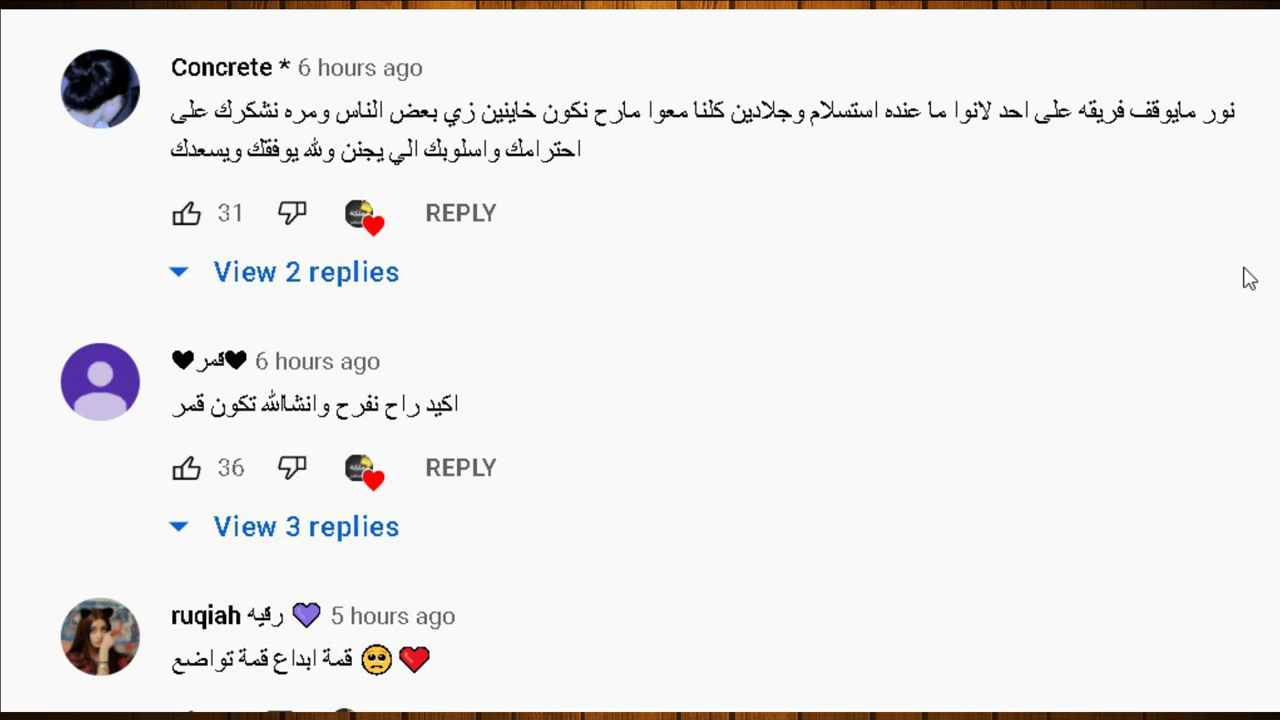 Concrete * 6 hours ago
نور مايوقف فريقه على احد لانوا ما عنده استسلام وجلادين كلنا معوا مارح نكون خاينين زي بعض الناس ومره نشكرك على
احترامك واسلوبك الي يجنن ولله يوفقك ويسعدك
31 REPLY
View 2 replies
🖤قمر🖤 6 hours ago
اكيد راح نفرح وانشاالله تكون قمر
36 REPLY
View 3 replies
ruqiah رقيه 💜 5 hours ago
قمة ابداع قمة تواضع 🥺❤️